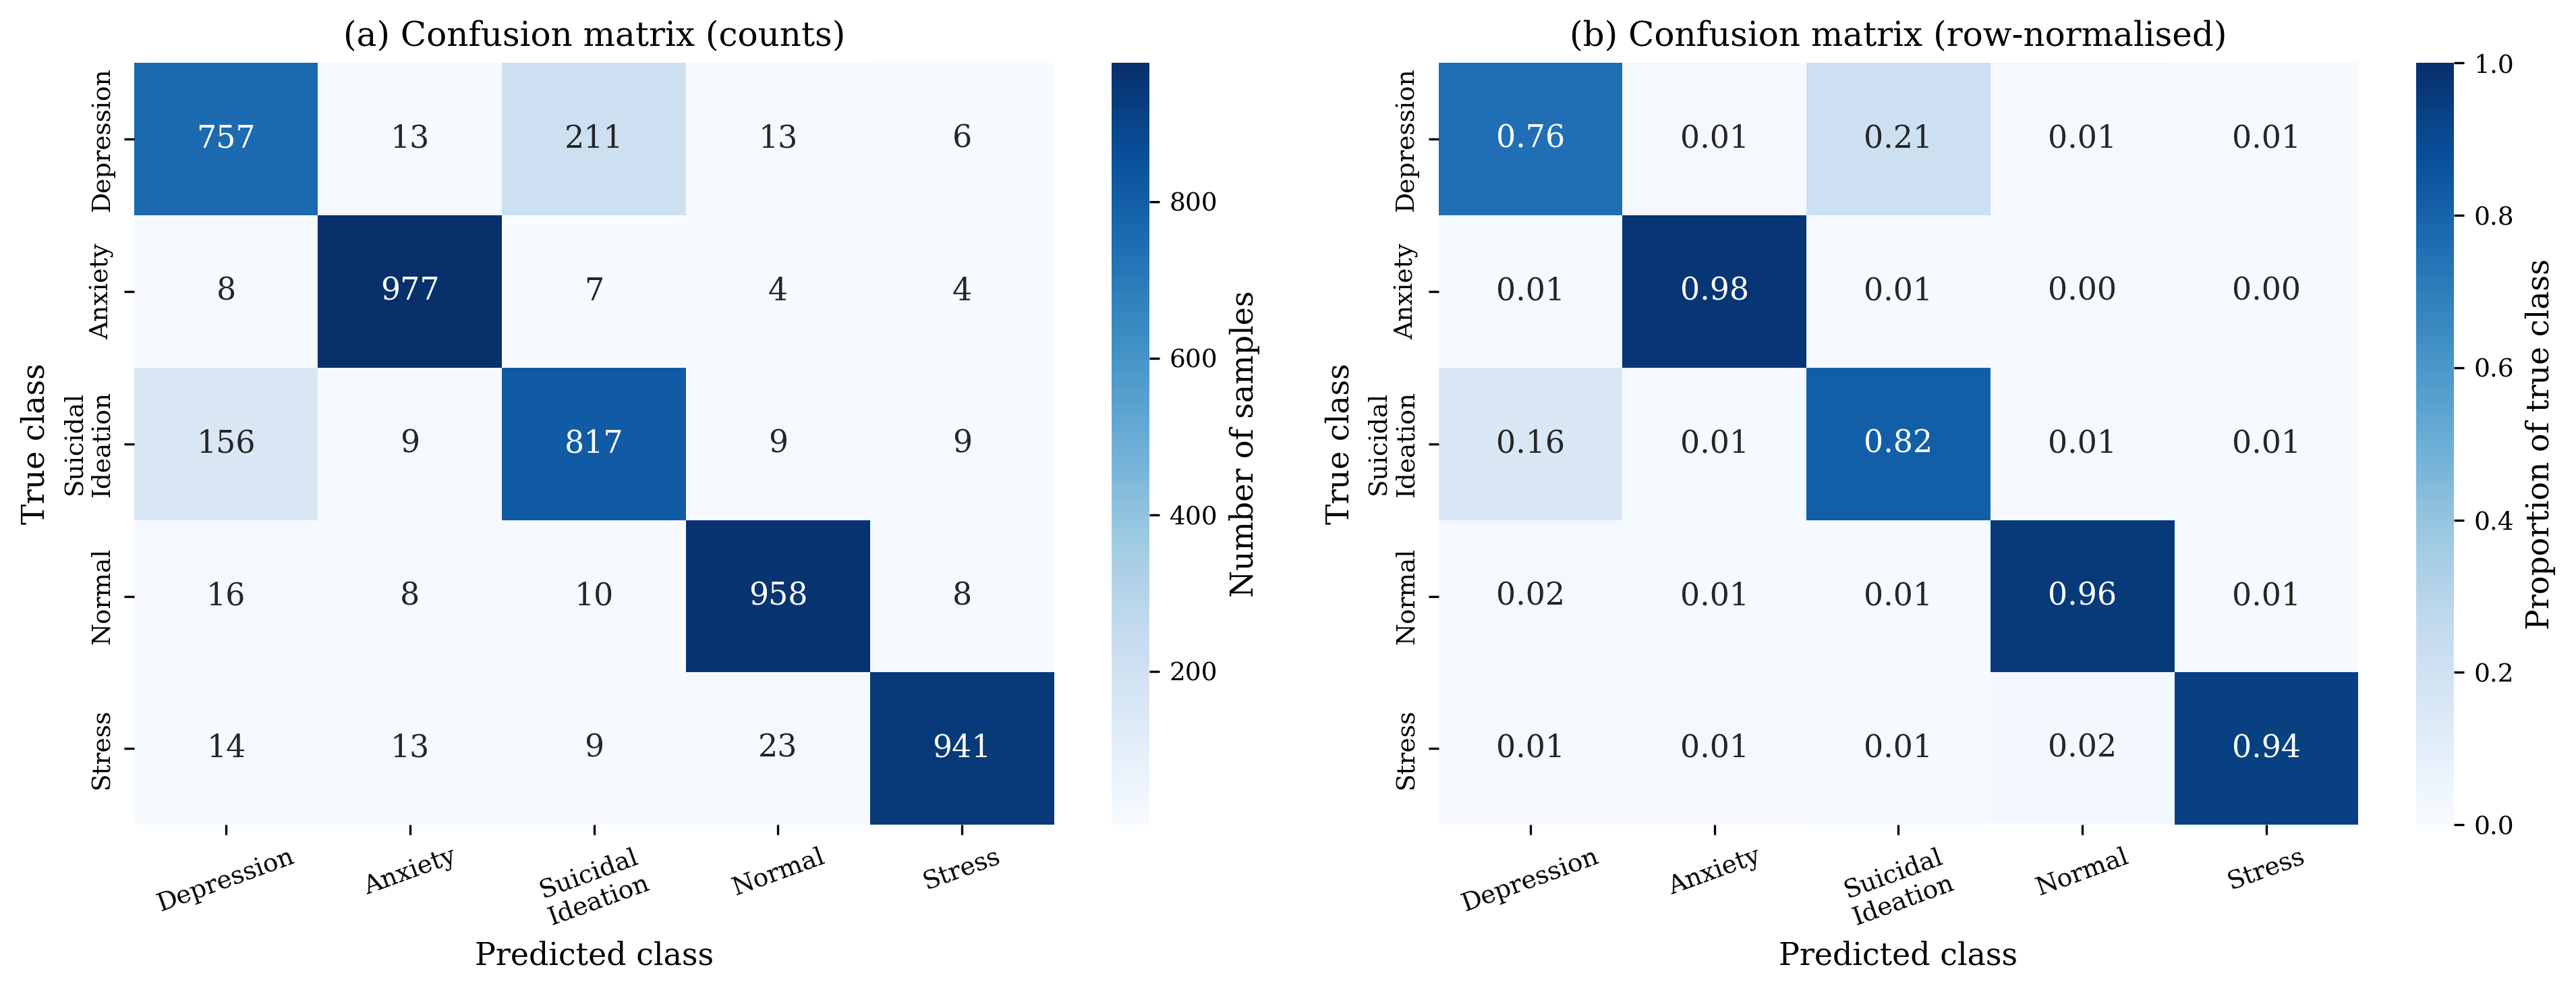 (a) Confusion matrix (counts)
True class
Depression
757 13 211 13 6
Anxiety
8 977 7 4 4
Suicidal
Ideation
156 9 817 9 9
Normal
16 8 10 958 8
Stress
14 13 9 23 941
Depression Anxiety Suicidal Normal Stress
Ideation
Predicted class
800
600
400
200
Number of samples
(b) Confusion matrix (row-normalised)
True class
Depression
0.76 0.01 0.21 0.01 0.01
Anxiety
0.01 0.98 0.01 0.00 0.00
Suicidal
Ideation
0.16 0.01 0.82 0.01 0.01
Normal
0.02 0.01 0.01 0.96 0.01
Stress
0.01 0.01 0.01 0.02 0.94
Depression Anxiety Suicidal Normal Stress
Ideation
Predicted class
1.0
0.8
0.6
0.4
0.2
0.0
Proportion of true class